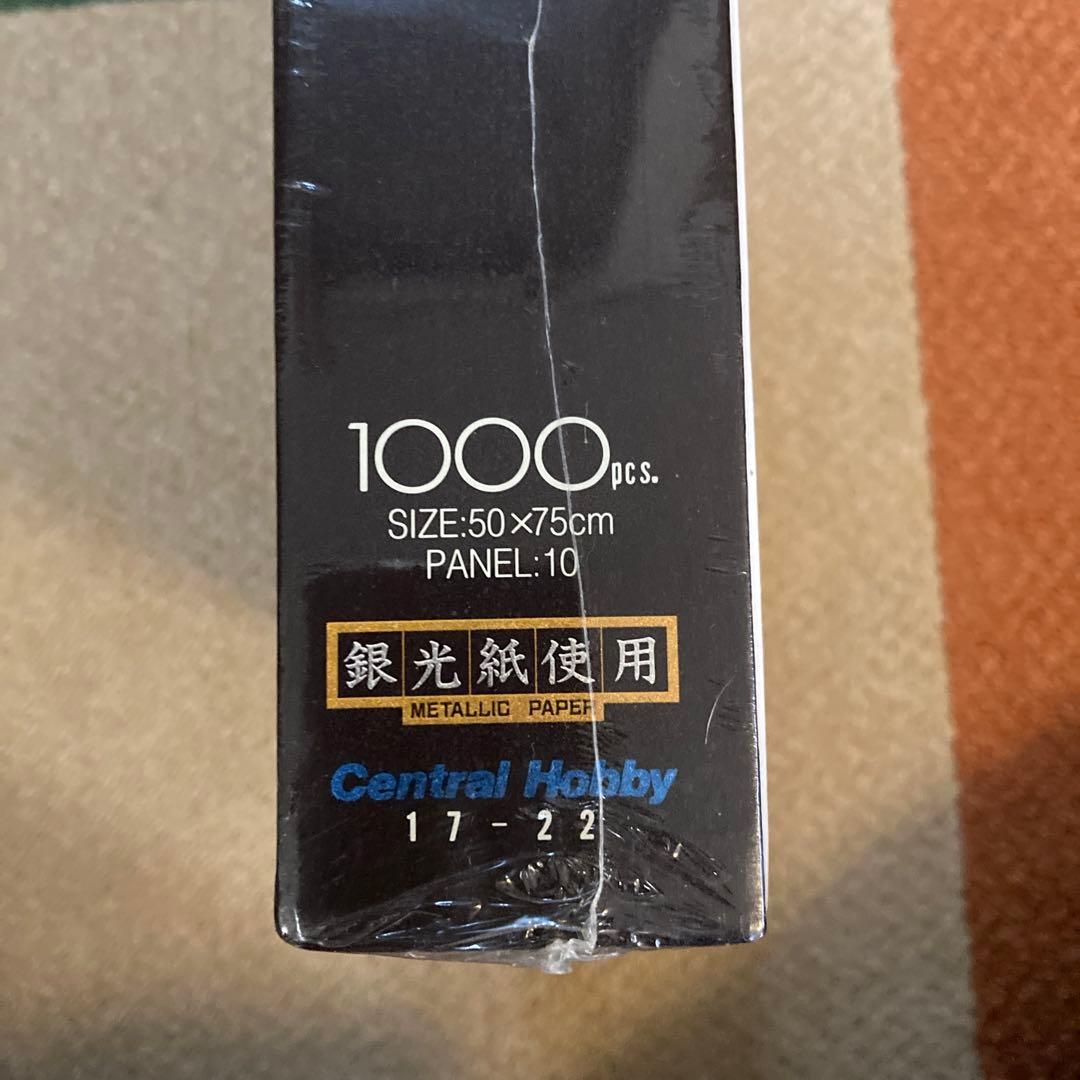 1000pcs.
SIZE:50×75cm
PANEL:10
銀光紙使用
METALLIC PAPER
Central Hobby
17-22